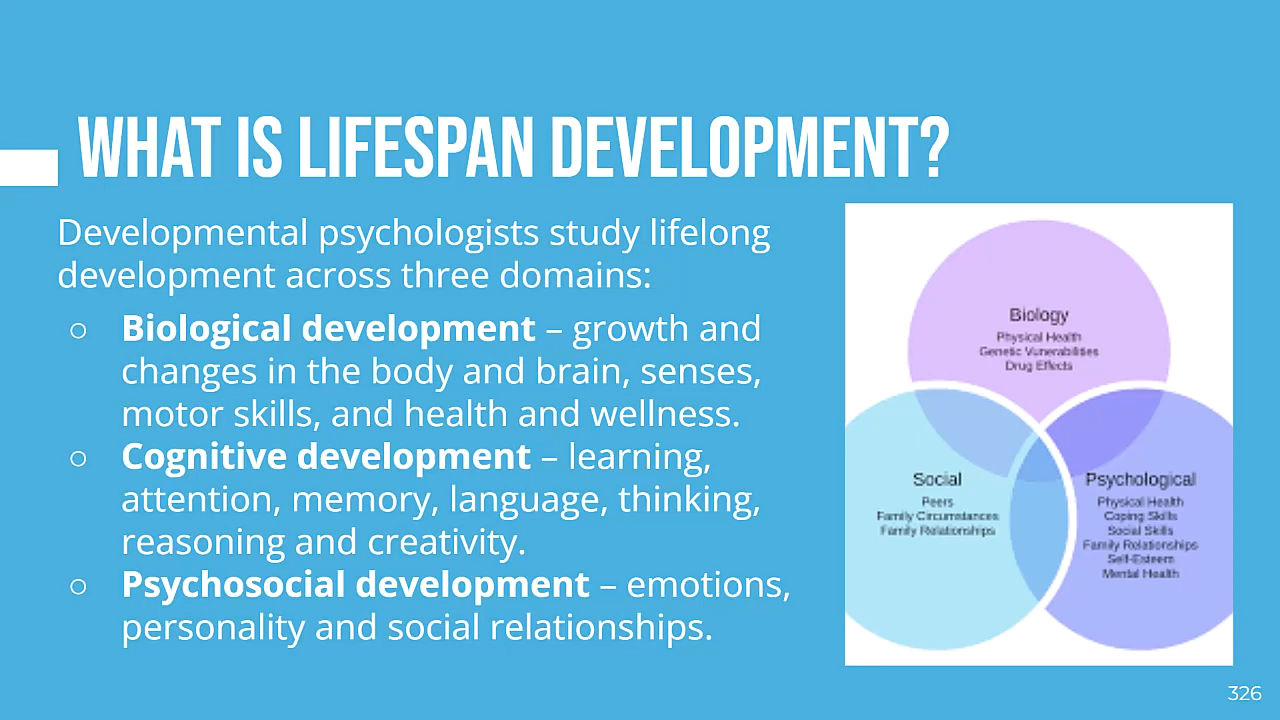 WHAT IS LIFESPAN DEVELOPMENT?
Developmental psychologists study lifelong
development across three domains:
○ Biological development – growth and
changes in the body and brain, senses,
motor skills, and health and wellness.
○ Cognitive development – learning,
attention, memory, language, thinking,
reasoning and creativity.
○ Psychosocial development – emotions,
personality and social relationships.
Biology
Physical Health
Genetic Vunerabilities
Drug Effects
Social
Peers
Family Circumstances
Family Relationships
Psychological
Physical Health
Coping Skills
Social Skills
Family Relationships
Self-Esteem
Mental Health
326